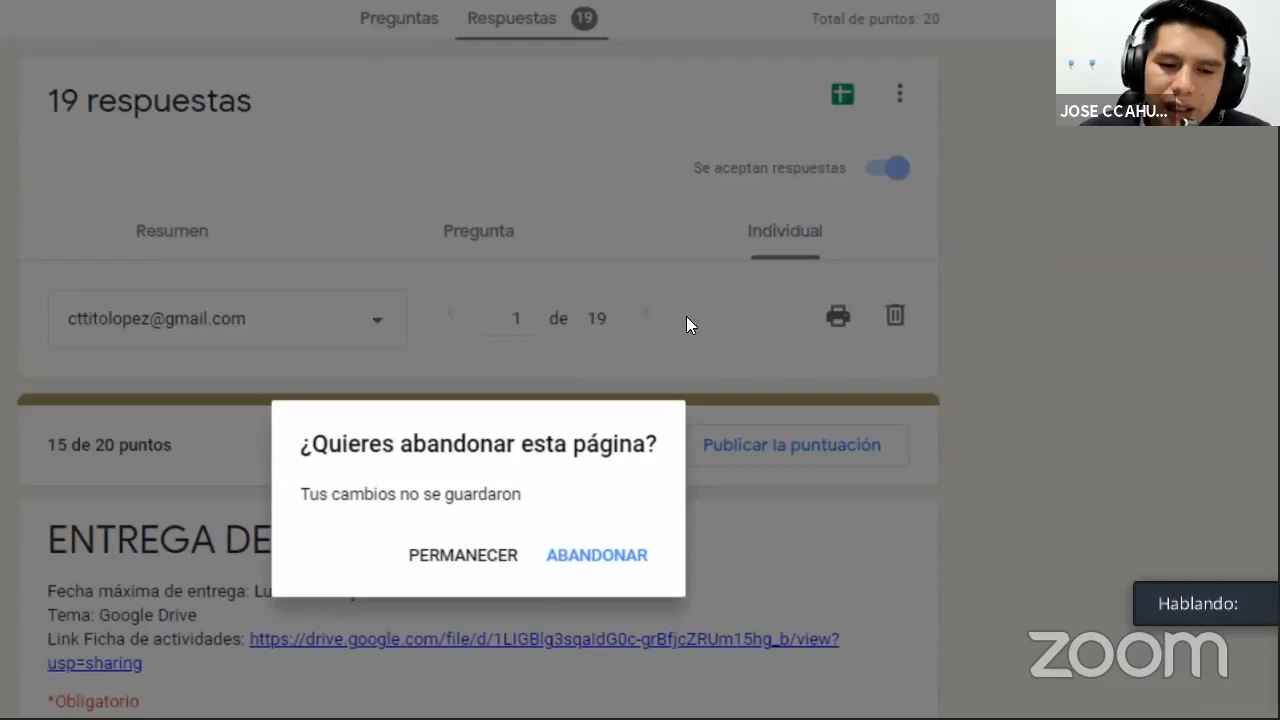 Preguntas Respuestas 19 Total de puntos: 20
JOSE CCAHU...
19 respuestas
Se aceptan respuestas
Resumen Pregunta Individual
cttitolopez@gmail.com 1 de 19
15 de 20 puntos Publicar la puntuación
¿Quieres abandonar esta página?
Tus cambios no se guardaron
PERMANECER ABANDONAR
ENTREGA DE
Fecha máxima de entrega: Lu
Tema: Google Drive
Link Ficha de actividades: https://drive.google.com/file/d/1LIGBlg3sqaIdG0c-grBfjcZRUm15hg_b/view?
usp=sharing
*Obligatorio
Hablando:
zoom